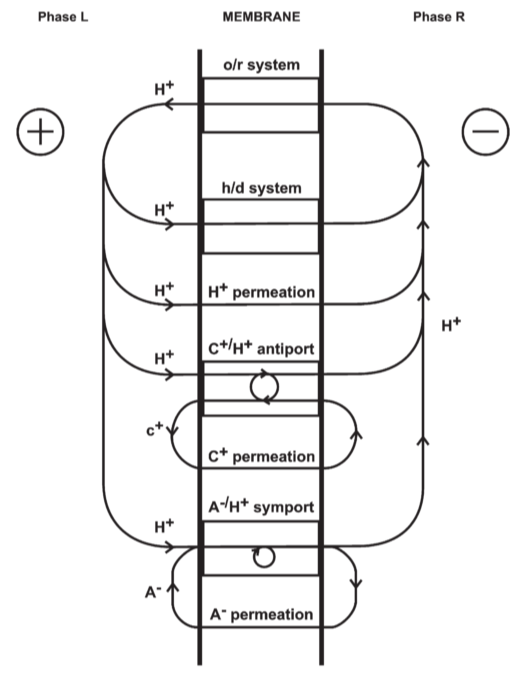 Phase L MEMBRANE Phase R
o/r system
H⁺
+ −
h/d system
H⁺
H⁺ H⁺ permeation
H⁺
C⁺/H⁺ antiport
H⁺
c⁺
C⁺ permeation
A⁻/H⁺ symport
H⁺
A⁻
A⁻ permeation